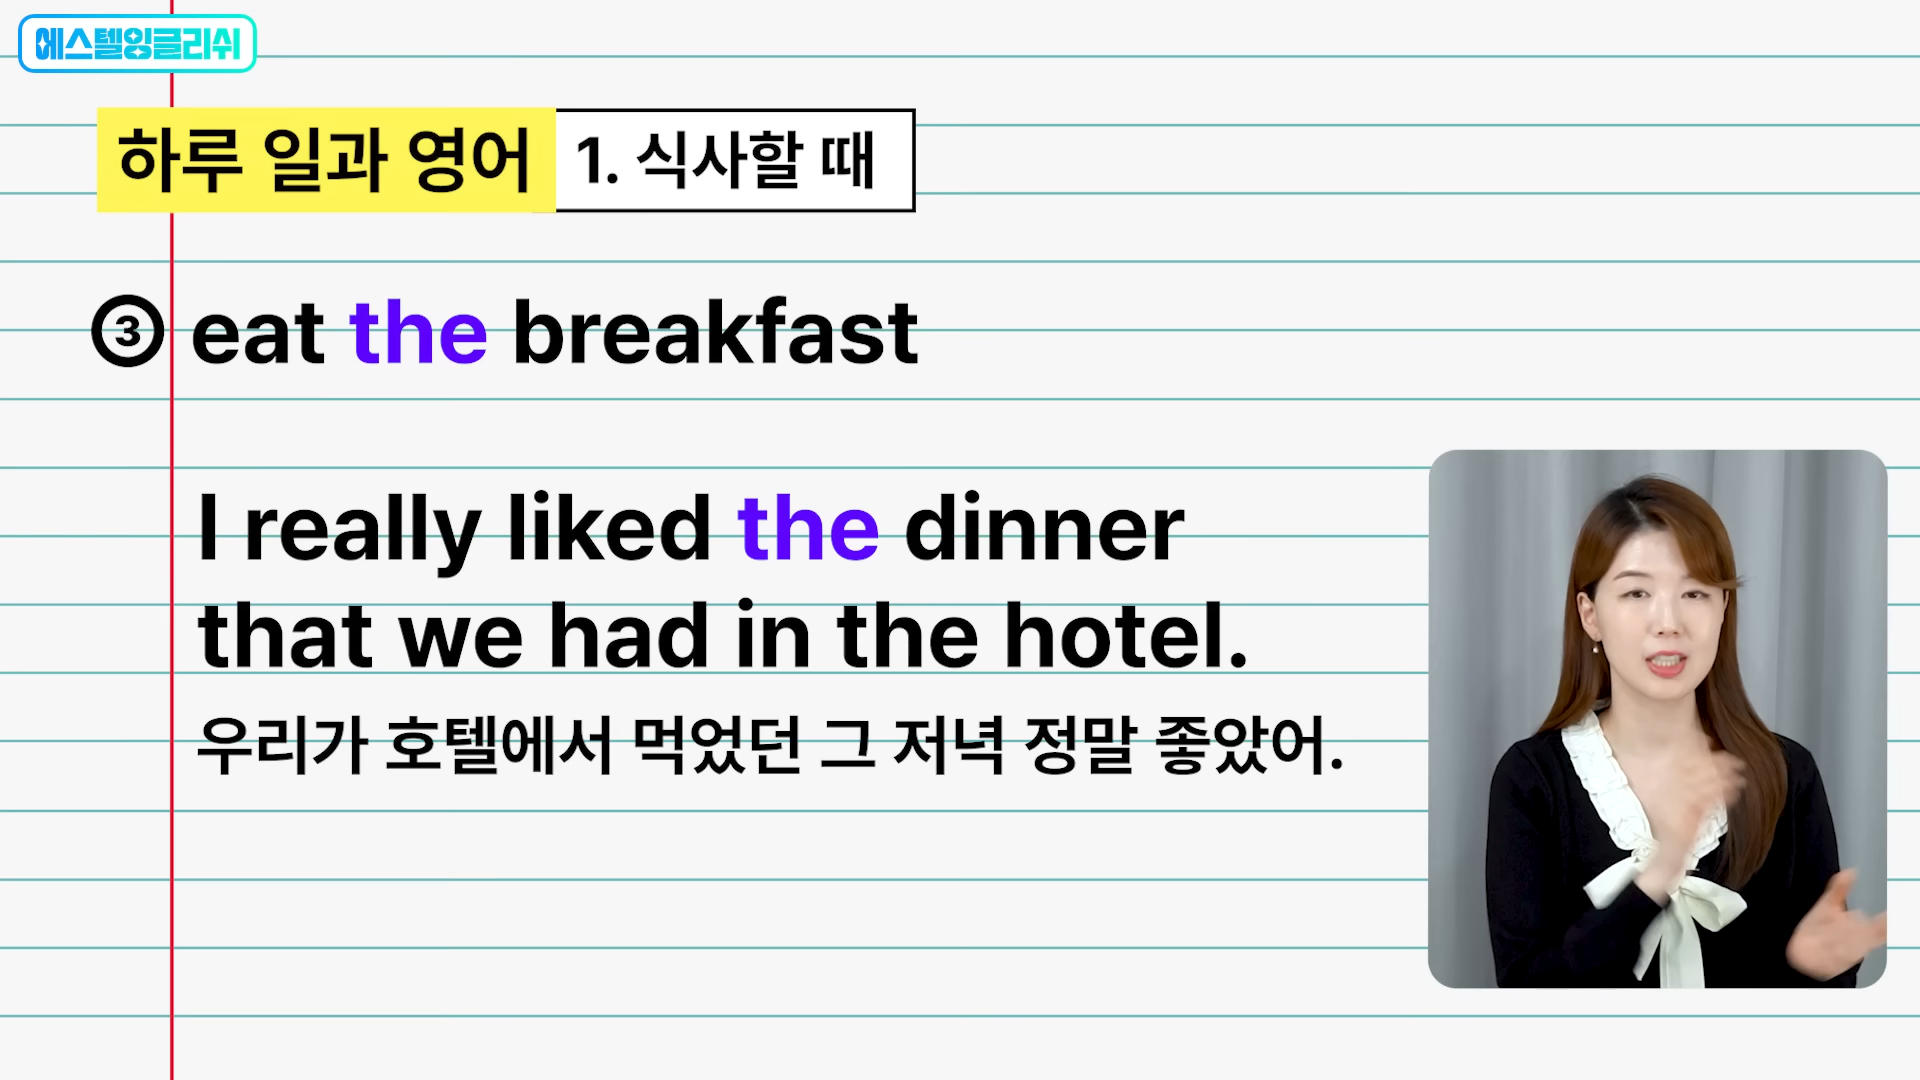 에스텔잉글리쉬
하루 일과 영어 1. 식사할 때
③ eat the breakfast
I really liked the dinner
that we had in the hotel.
우리가 호텔에서 먹었던 그 저녁 정말 좋았어.